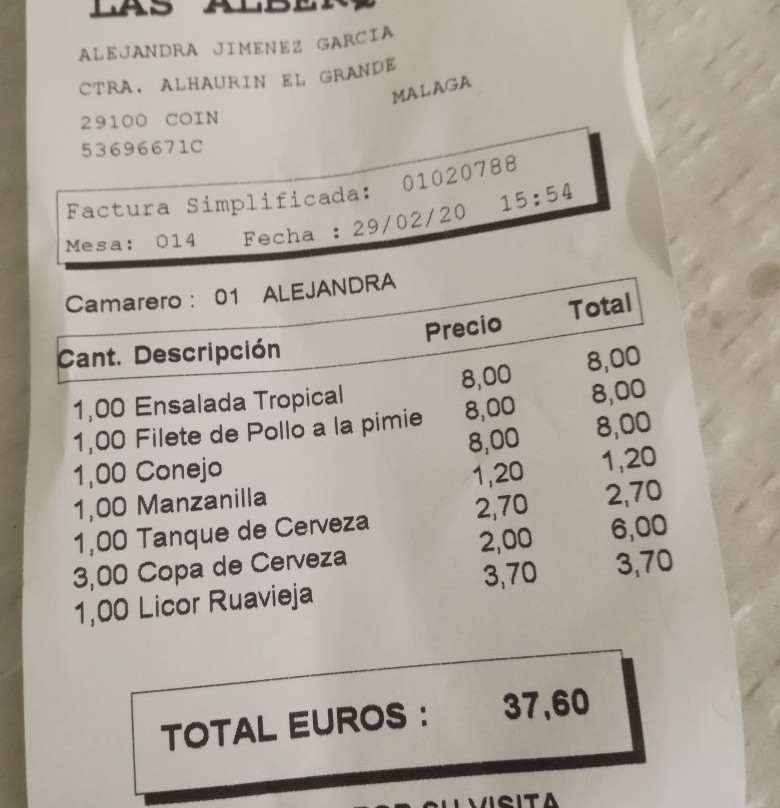 LAS
ALEJANDRA JIMENEZ GARCIA
CTRA. ALHAURIN EL GRANDE
29100 COIN MALAGA
53696671C
Factura Simplificada: 01020788
Mesa: 014 Fecha : 29/02/20 15:54
Camarero : 01 ALEJANDRA
Cant. Descripción Precio Total
1,00 Ensalada Tropical 8,00 8,00
1,00 Filete de Pollo a la pimie 8,00 8,00
1,00 Conejo 8,00 8,00
1,00 Manzanilla 1,20 1,20
1,00 Tanque de Cerveza 2,70 2,70
3,00 Copa de Cerveza 2,00 6,00
1,00 Licor Ruavieja 3,70 3,70
TOTAL EUROS : 37,60
POR SU VISITA